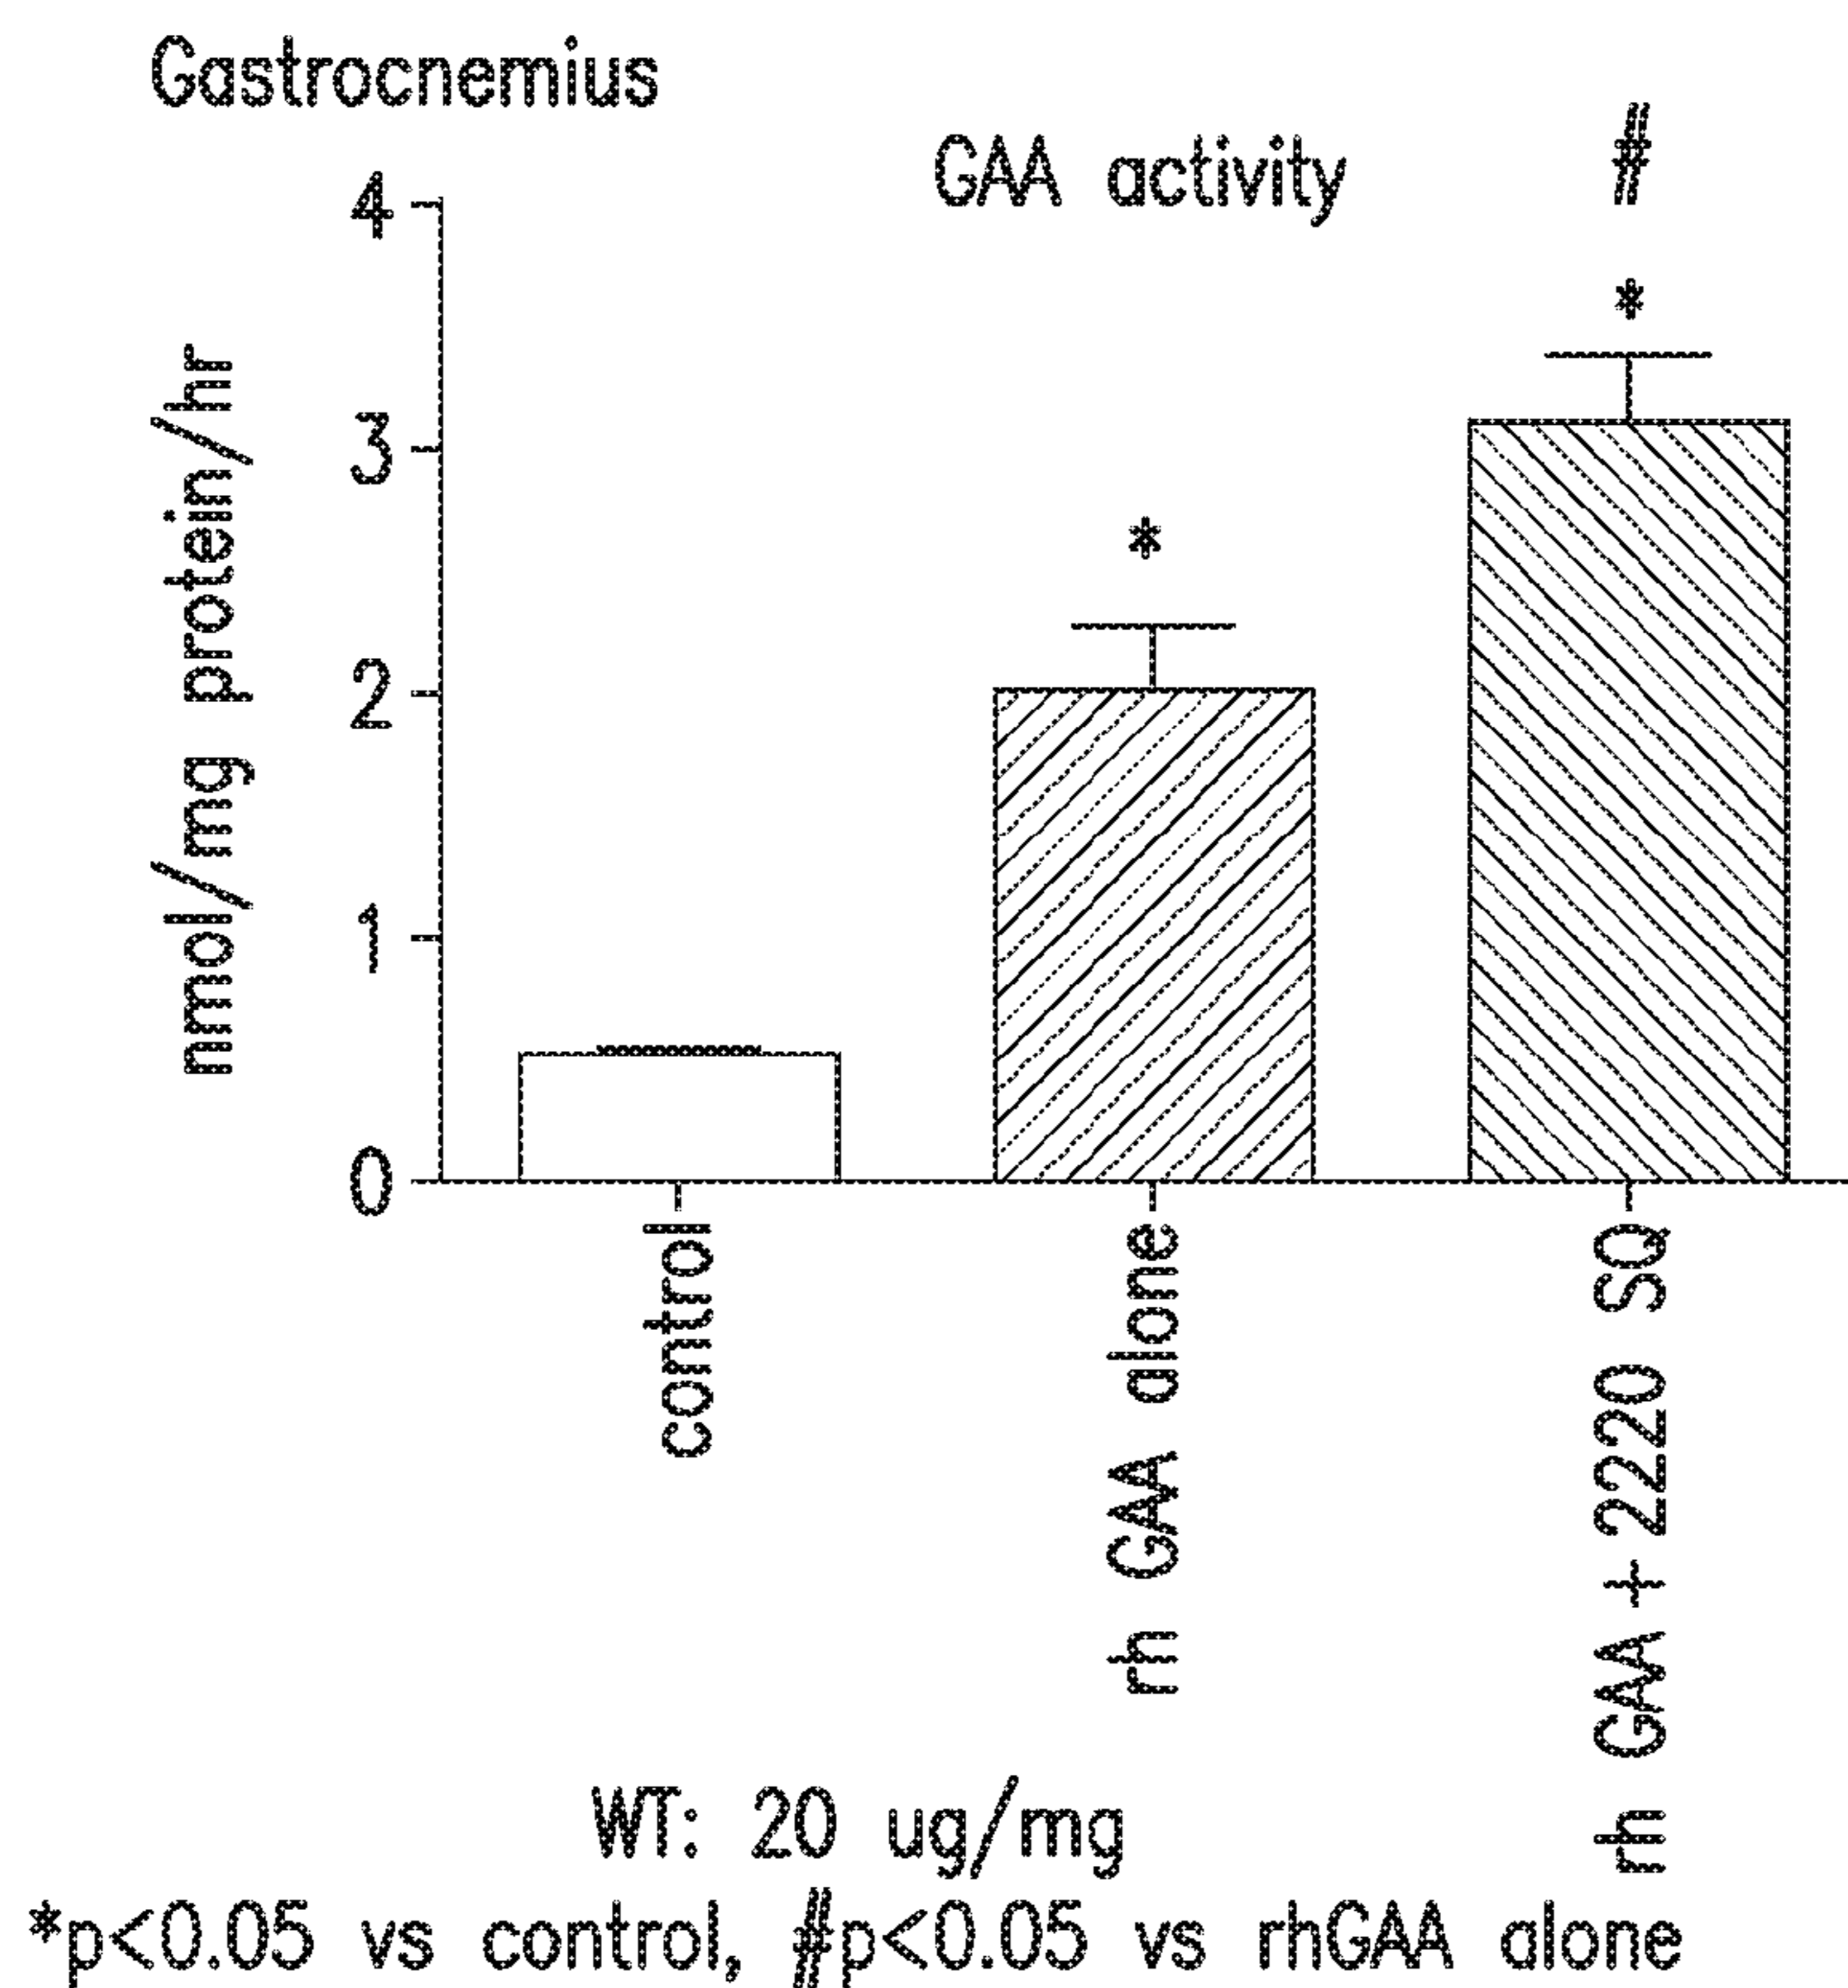 Gastrocnemius
GAA activity
#
*
*
nmol/mg protein/hr
4
3
2
1
0
control
rh GAA alone
rh GAA + 2220 SQ
WT: 20 ug/mg
*p<0.05 vs control, #p<0.05 vs rhGAA alone